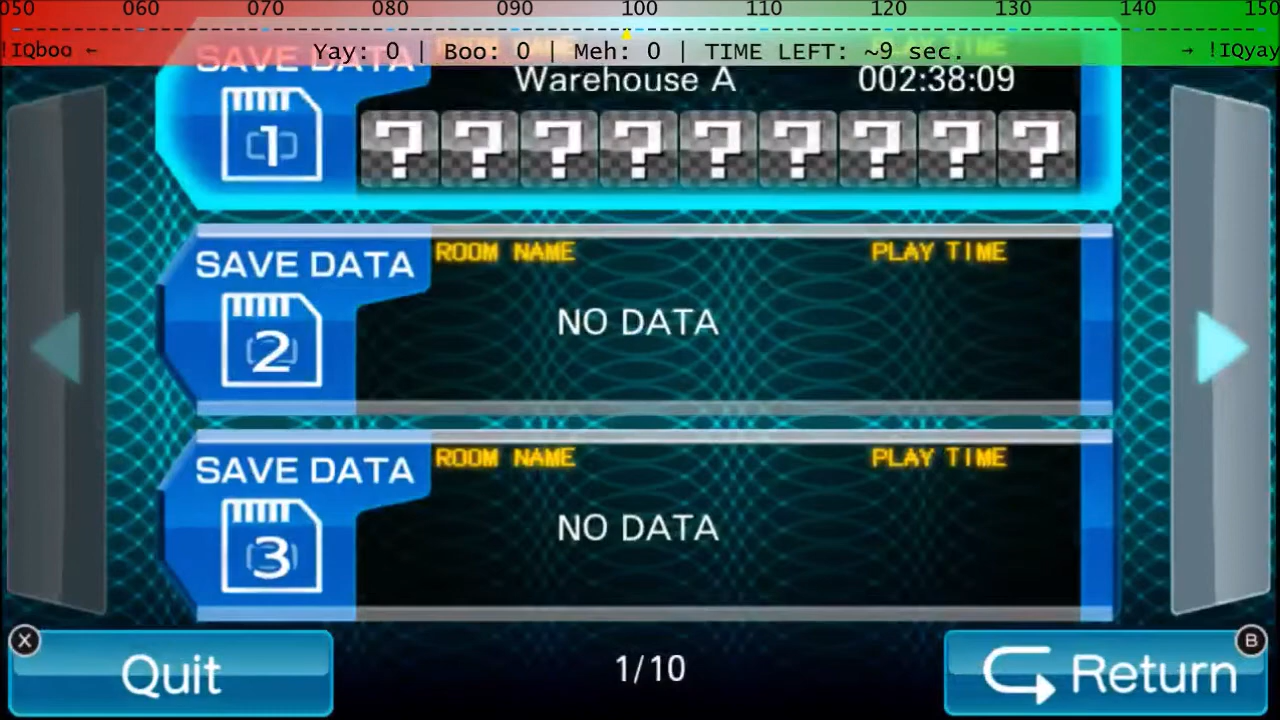 050 060 070 080 090 100 110 120 130 140 150
!IQboo ← Yay: 0 | Boo: 0 | Meh: 0 | TIME LEFT: ~9 sec. → !IQyay
SAVE DATA
Warehouse A 002:38:09
1 ? ? ? ? ? ? ? ? ?
ROOM NAME PLAY TIME
SAVE DATA
2 NO DATA
ROOM NAME PLAY TIME
SAVE DATA
3 NO DATA
X B
Quit 1/10 Return